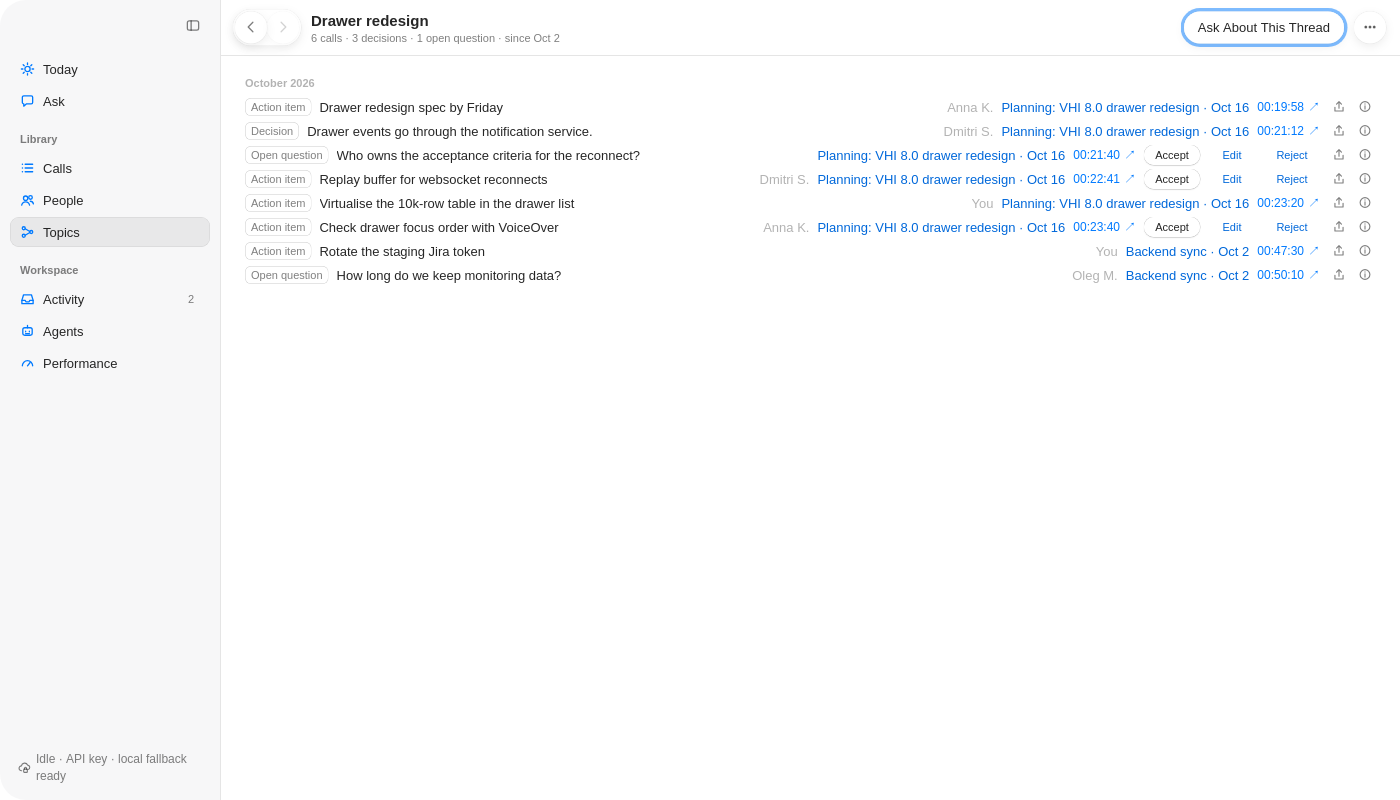 Today
Ask
Library
Calls
People
Topics
Workspace
Activity 2
Agents
Performance
Idle · API key · local fallback
ready
Drawer redesign
6 calls · 3 decisions · 1 open question · since Oct 2
Ask About This Thread
October 2026
Action item Drawer redesign spec by Friday Anna K. Planning: VHI 8.0 drawer redesign · Oct 16 00:19:58
Decision Drawer events go through the notification service. Dmitri S. Planning: VHI 8.0 drawer redesign · Oct 16 00:21:12
Open question Who owns the acceptance criteria for the reconnect? Planning: VHI 8.0 drawer redesign · Oct 16 00:21:40 Accept Edit Reject
Action item Replay buffer for websocket reconnects Dmitri S. Planning: VHI 8.0 drawer redesign · Oct 16 00:22:41 Accept Edit Reject
Action item Virtualise the 10k-row table in the drawer list You Planning: VHI 8.0 drawer redesign · Oct 16 00:23:20
Action item Check drawer focus order with VoiceOver Anna K. Planning: VHI 8.0 drawer redesign · Oct 16 00:23:40 Accept Edit Reject
Action item Rotate the staging Jira token You Backend sync · Oct 2 00:47:30
Open question How long do we keep monitoring data? Oleg M. Backend sync · Oct 2 00:50:10